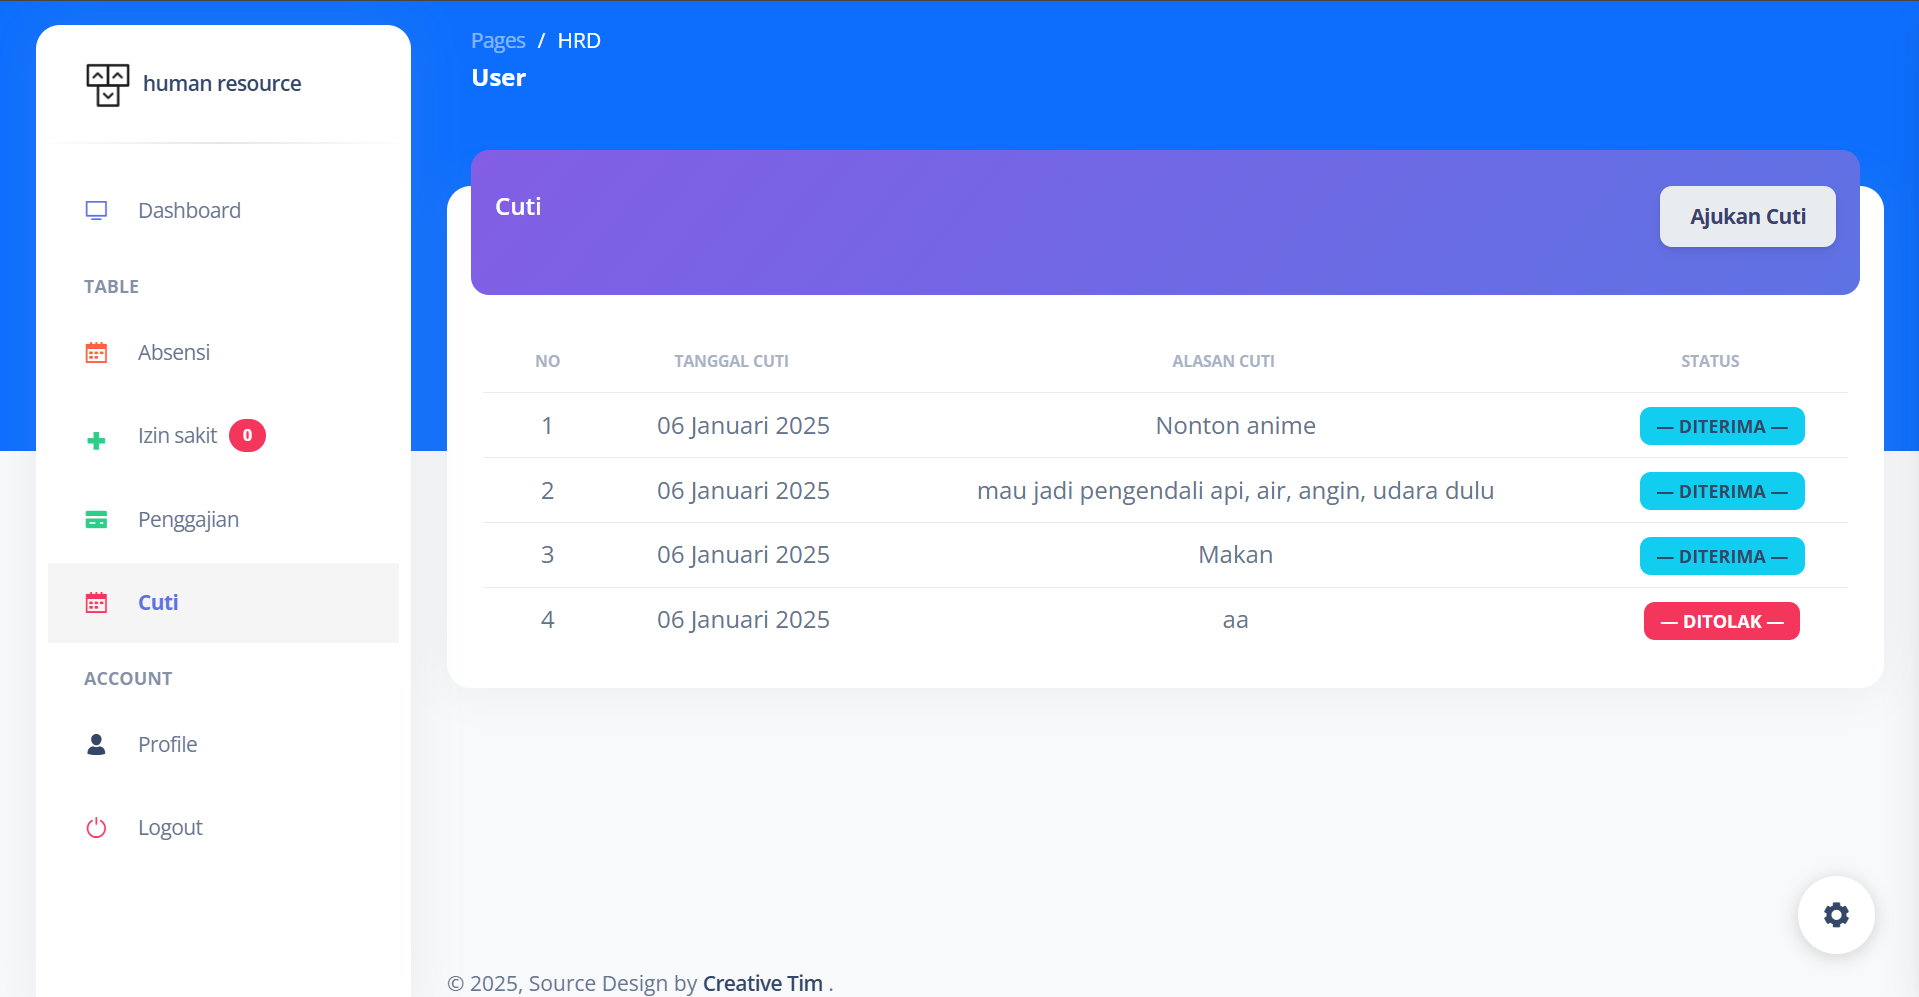 human resource
Dashboard
TABLE
Absensi
Izin sakit 0
Penggajian
Cuti
ACCOUNT
Profile
Logout
Pages / HRD
User
Cuti
Ajukan Cuti
NO TANGGAL CUTI ALASAN CUTI STATUS
1 06 Januari 2025 Nonton anime — DITERIMA —
2 06 Januari 2025 mau jadi pengendali api, air, angin, udara dulu — DITERIMA —
3 06 Januari 2025 Makan — DITERIMA —
4 06 Januari 2025 aa — DITOLAK —
© 2025, Source Design by Creative Tim .